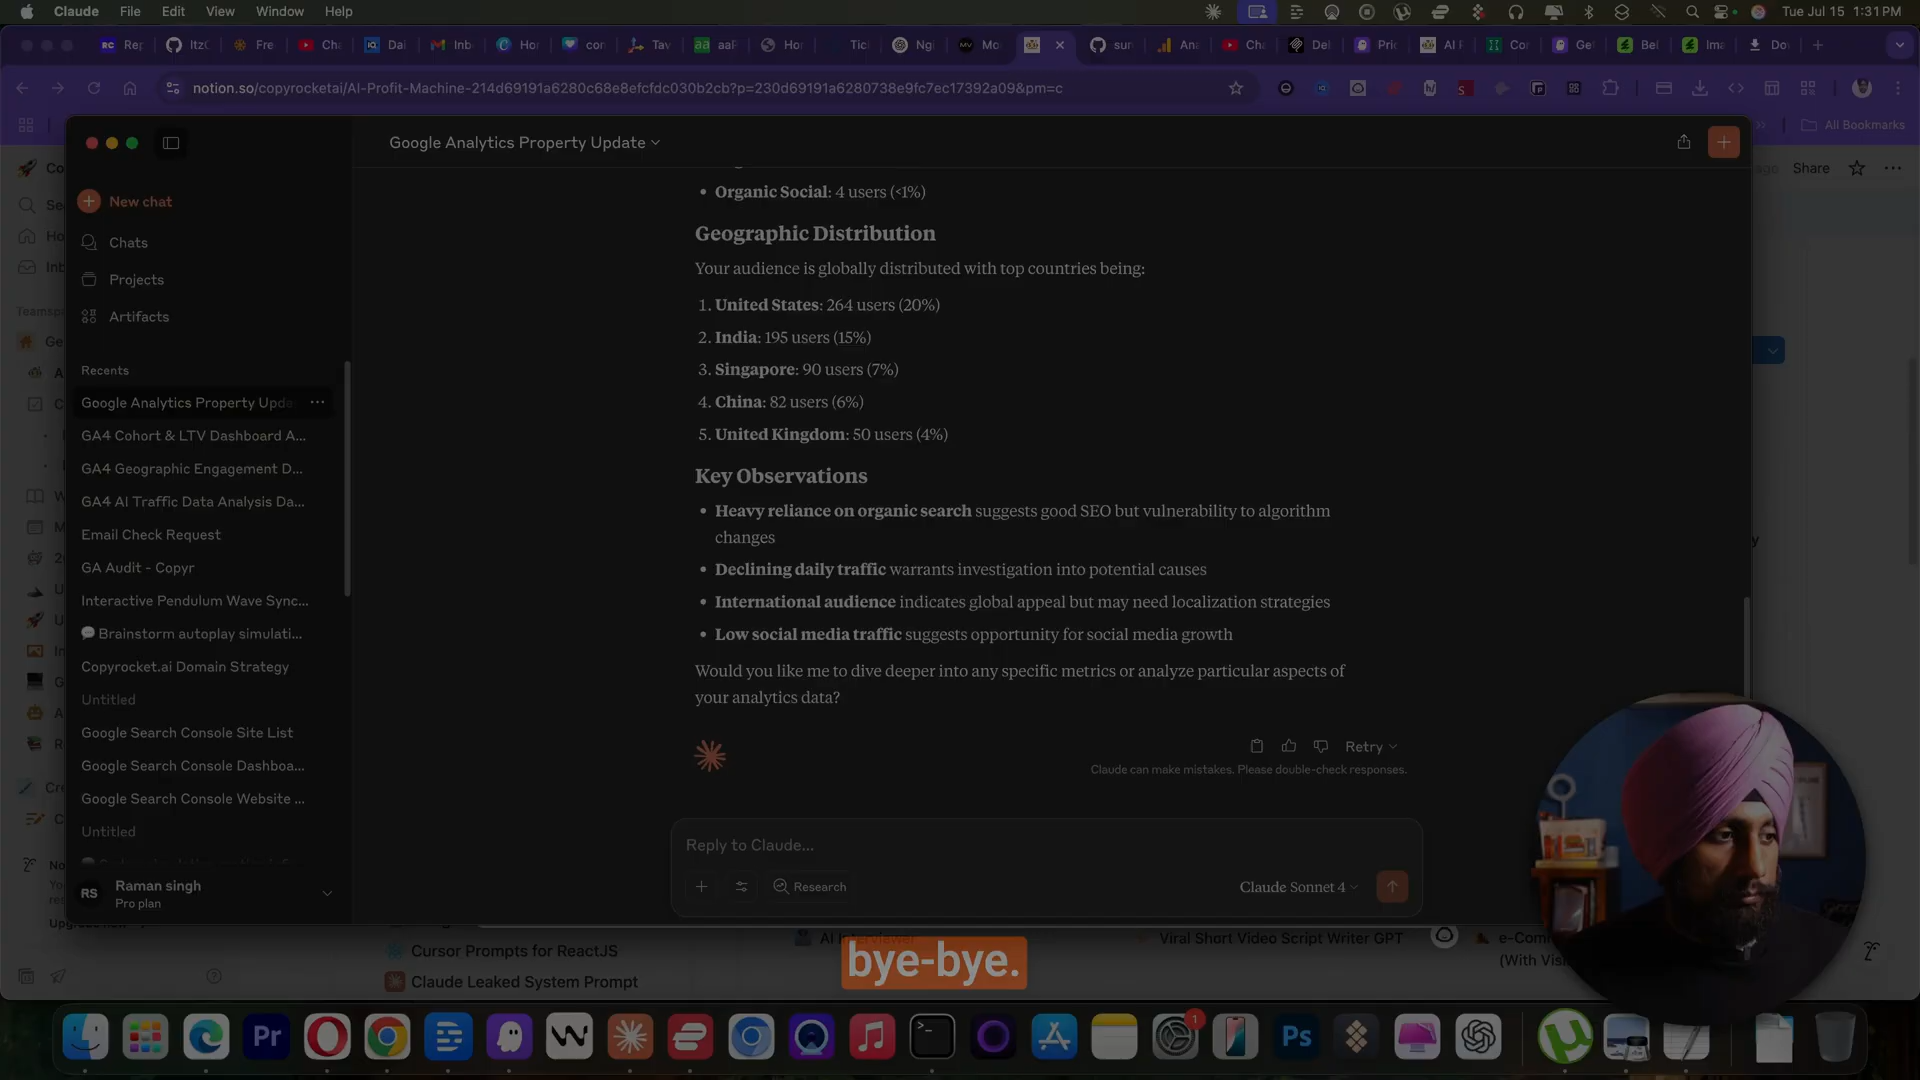 Claude File Edit View Window Help
Tue Jul 15 1:31 PM
notion.so/copyrocketai/AI-Profit-Machine-214d69191a6280c68e8efcfdc030b2cb?p=230d69191a6280738e9fc7ec17392a09&pm=c
All Bookmarks
Share
Google Analytics Property Update
New chat
Chats
Projects
Artifacts
Recents
Google Analytics Property Upda
GA4 Cohort & LTV Dashboard A...
GA4 Geographic Engagement D...
GA4 AI Traffic Data Analysis Da...
Email Check Request
GA Audit - Copyr
Interactive Pendulum Wave Sync...
Brainstorm autoplay simulati...
Copyrocket.ai Domain Strategy
Untitled
Google Search Console Site List
Google Search Console Dashboa...
Google Search Console Website ...
Untitled
RS
Raman singh
Pro plan
• Organic Social: 4 users (<1%)
Geographic Distribution
Your audience is globally distributed with top countries being:
1. United States: 264 users (20%)
2. India: 195 users (15%)
3. Singapore: 90 users (7%)
4. China: 82 users (6%)
5. United Kingdom: 50 users (4%)
Key Observations
• Heavy reliance on organic search suggests good SEO but vulnerability to algorithm
changes
• Declining daily traffic warrants investigation into potential causes
• International audience indicates global appeal but may need localization strategies
• Low social media traffic suggests opportunity for social media growth
Would you like me to dive deeper into any specific metrics or analyze particular aspects of
your analytics data?
Retry
Claude can make mistakes. Please double-check responses.
Reply to Claude...
Research
Claude Sonnet 4
AI Interviewer
Viral Short Video Script Writer GPT
Cursor Prompts for ReactJS
Claude Leaked System Prompt
bye-bye.
Pr
Ps
1